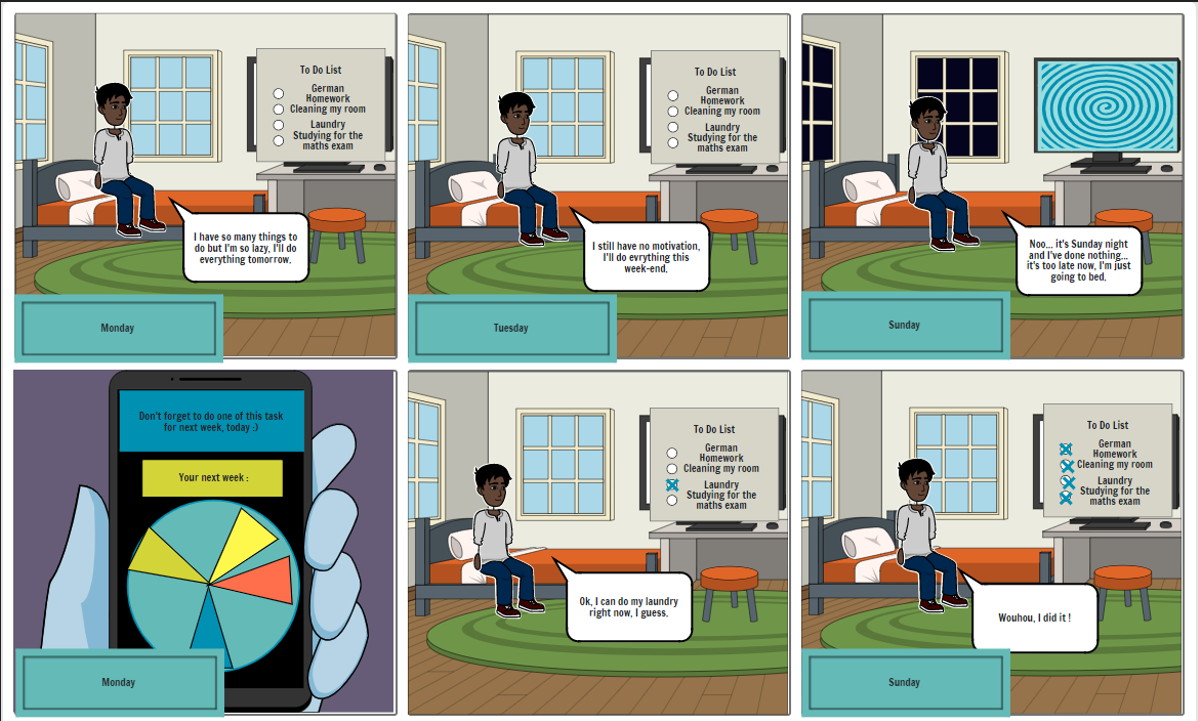 To Do List
German
Homework
Cleaning my room
Laundry
Studying for the
maths exam
I have so many things to
do but I'm so lazy, I'll do
everything tomorrow.
Monday
To Do List
German
Homework
Cleaning my room
Laundry
Studying for the
maths exam
I still have no motivation,
I'll do evrything this
week-end.
Tuesday
Noo... it's Sunday night
and I've done nothing...
it's too late now, I'm just
going to bed.
Sunday
Don't forget to do one of this task
for next week, today :)
Your next week :
Monday
To Do List
German
Homework
Cleaning my room
Laundry
Studying for the
maths exam
Ok, I can do my laundry
right now, I guess.
To Do List
German
Homework
Cleaning my room
Laundry
Studying for the
maths exam
Wouhou, I did it !
Sunday